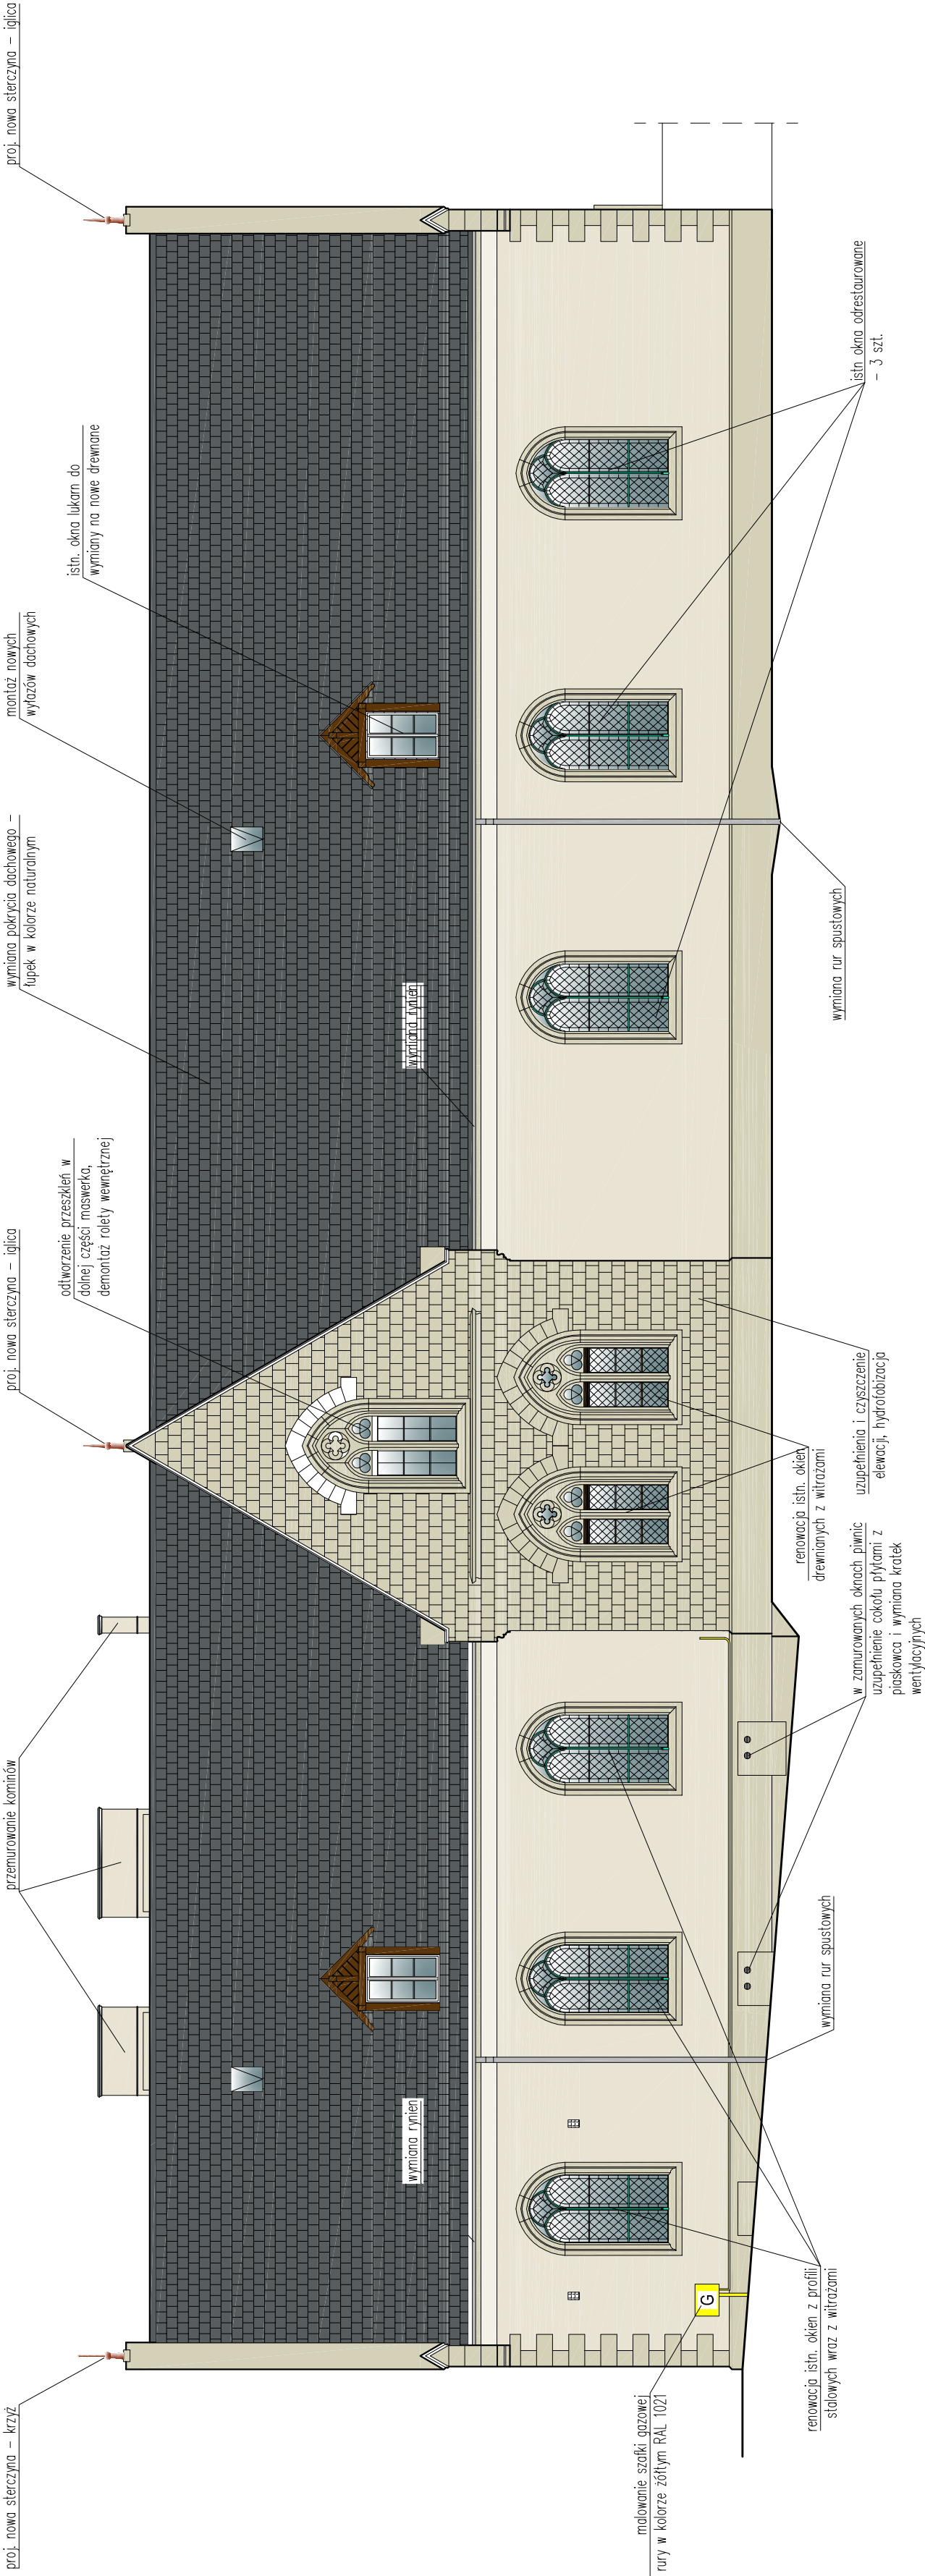 proj. nowa sterczyna – krzyż
przemurowanie kominów
proj. nowa sterczyna – iglica
odtworzenie przeszkleń w
dolnej części maswerka,
demontaż rolety wewnętrznej
wymiana pokrycia dachowego –
łupek w kolorze naturalnym
montaż nowych
wyłazów dachowych
istn. okna lukarn do
wymiany na nowe drewnane
proj. nowa sterczyna – iglica
wymiana rynien
wymiana rynien
G
malowanie szafki gazowej
rury w kolorze żółtym RAL 1021
renowacja istn. okien z profili
stalowych wraz z witrażami
wymiana rur spustowych
w zamurowanych oknach piwnic
uzupełnienie cokołu płytami z
piaskowca i wymiana kratek
wentylacyjnych
renowacja istn. okien
drewnianych z witrażami
uzupełnienia i czyszczenie
elewacji, hydrofobizacja
wymiana rur spustowych
istn okna odrestaurowane
– 3 szt.